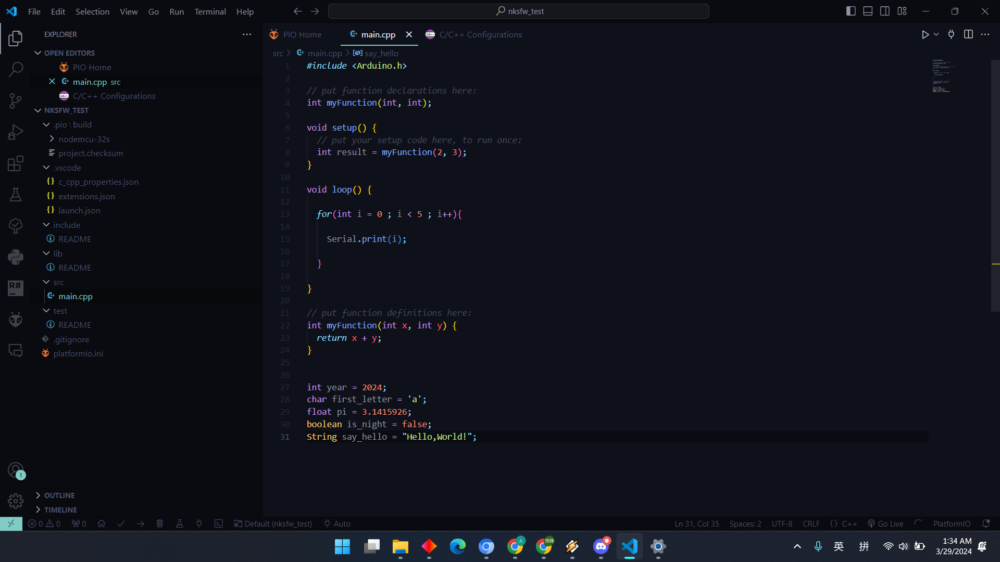 File Edit Selection View Go Run Terminal Help
nksfw_test
EXPLORER
OPEN EDITORS
PIO Home
main.cpp src
C/C++ Configurations
NKSFW_TEST
.pio \ build
nodemcu-32s
project.checksum
.vscode
c_cpp_properties.json
extensions.json
launch.json
include
README
lib
README
src
main.cpp
test
README
.gitignore
platformio.ini
OUTLINE
TIMELINE
R#
1
PIO Home main.cpp C/C++ Configurations
src > main.cpp > say_hello
1 #include <Arduino.h>
2
3 // put function declarations here:
4 int myFunction(int, int);
5
6 void setup() {
7 // put your setup code here, to run once:
8 int result = myFunction(2, 3);
9 }
10
11 void loop() {
12
13 for(int i = 0 ; i < 5 ; i++){
14
15 Serial.print(i);
16
17 }
18
19 }
20
21 // put function definitions here:
22 int myFunction(int x, int y) {
23 return x + y;
24 }
25
26
27 int year = 2024;
28 char first_letter = 'a';
29 float pi = 3.1415926;
30 boolean is_night = false;
31 String say_hello = "Hello,World!";
0 0 0 Default (nksfw_test) Auto Ln 31, Col 35 Spaces: 2 UTF-8 CRLF {} C++ Go Live PlatformIO
英 拼 1:34 AM
3/29/2024